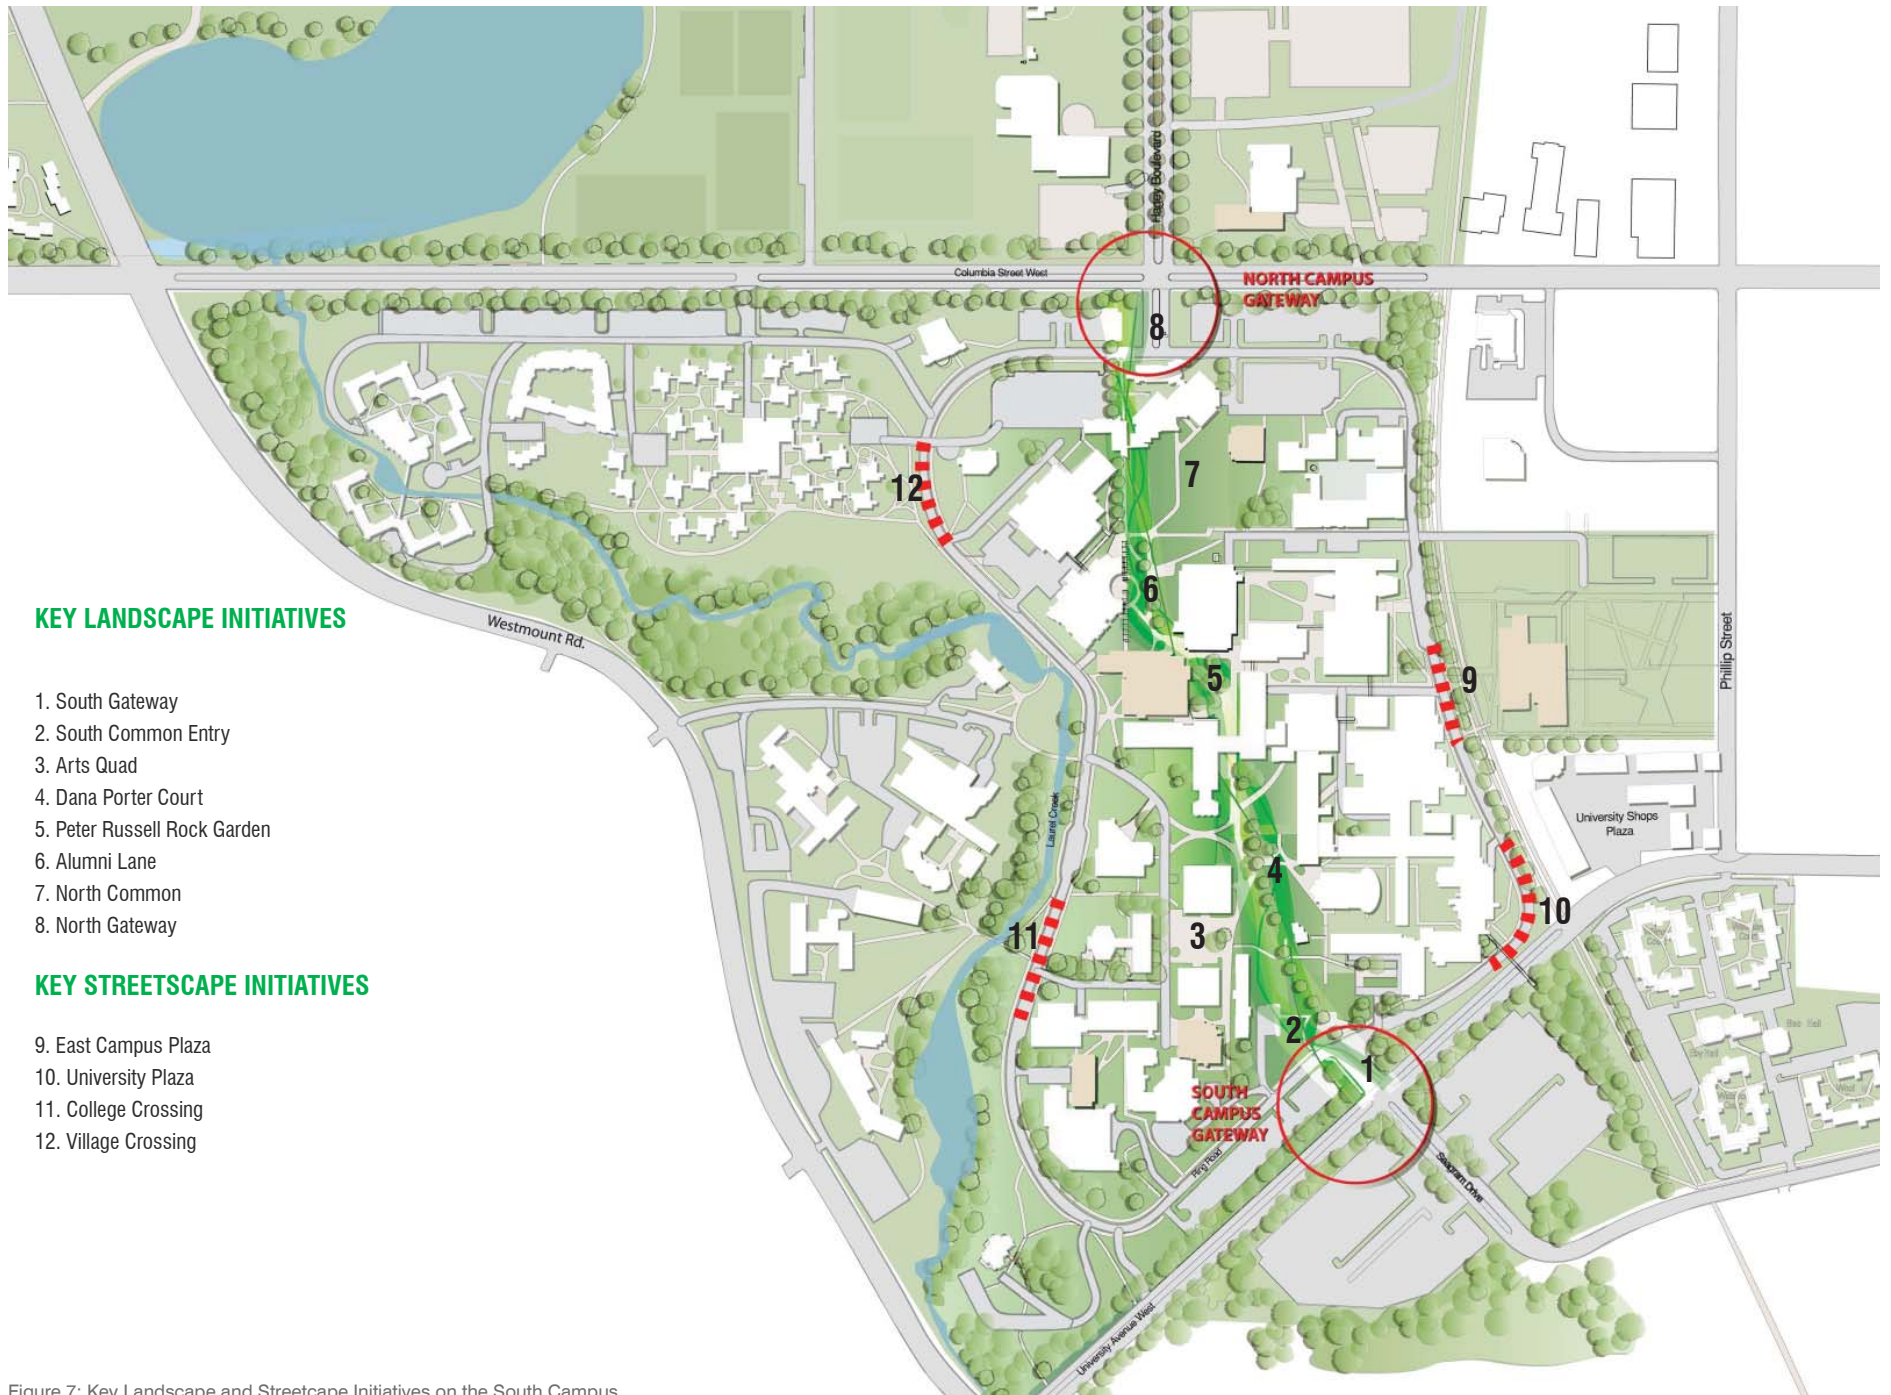 Hagey Boulevard
Columbia Street West
NORTH CAMPUS
GATEWAY
8
7
12
6
KEY LANDSCAPE INITIATIVES
Westmount Rd.
Phillip Street
5
9
1. South Gateway
2. South Common Entry
3. Arts Quad
4. Dana Porter Court
5. Peter Russell Rock Garden
6. Alumni Lane
7. North Common
8. North Gateway
Laurel Creek
University Shops
Plaza
4
10
11
3
KEY STREETSCAPE INITIATIVES
9. East Campus Plaza
10. University Plaza
11. College Crossing
12. Village Crossing
2
1
SOUTH
CAMPUS
GATEWAY
Ring Road
Seagram Drive
University Avenue West
Figure 7: Key Landscape and Streetcape Initiatives on the South Campus